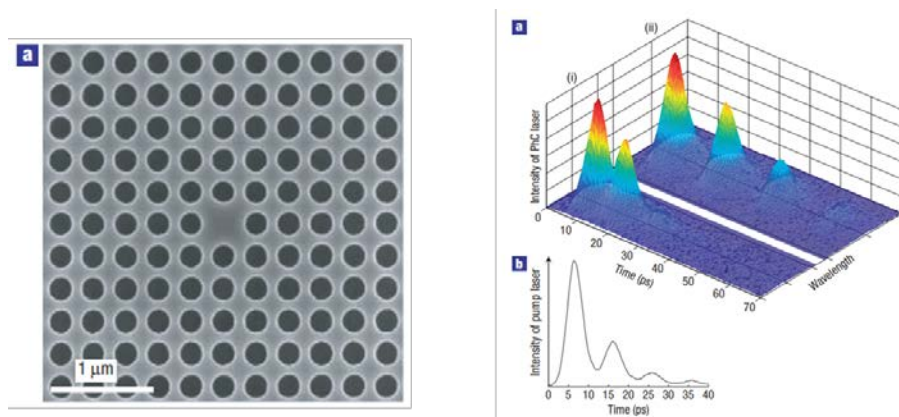 a
1 μm
a
(i)
(ii)
Intensity of PhC laser
0
10
20
30
40
50
60
70
Time (ps)
Wavelength
b
Intensity of pump laser
0 5 10 15 20 25 30 35 40
Time (ps)